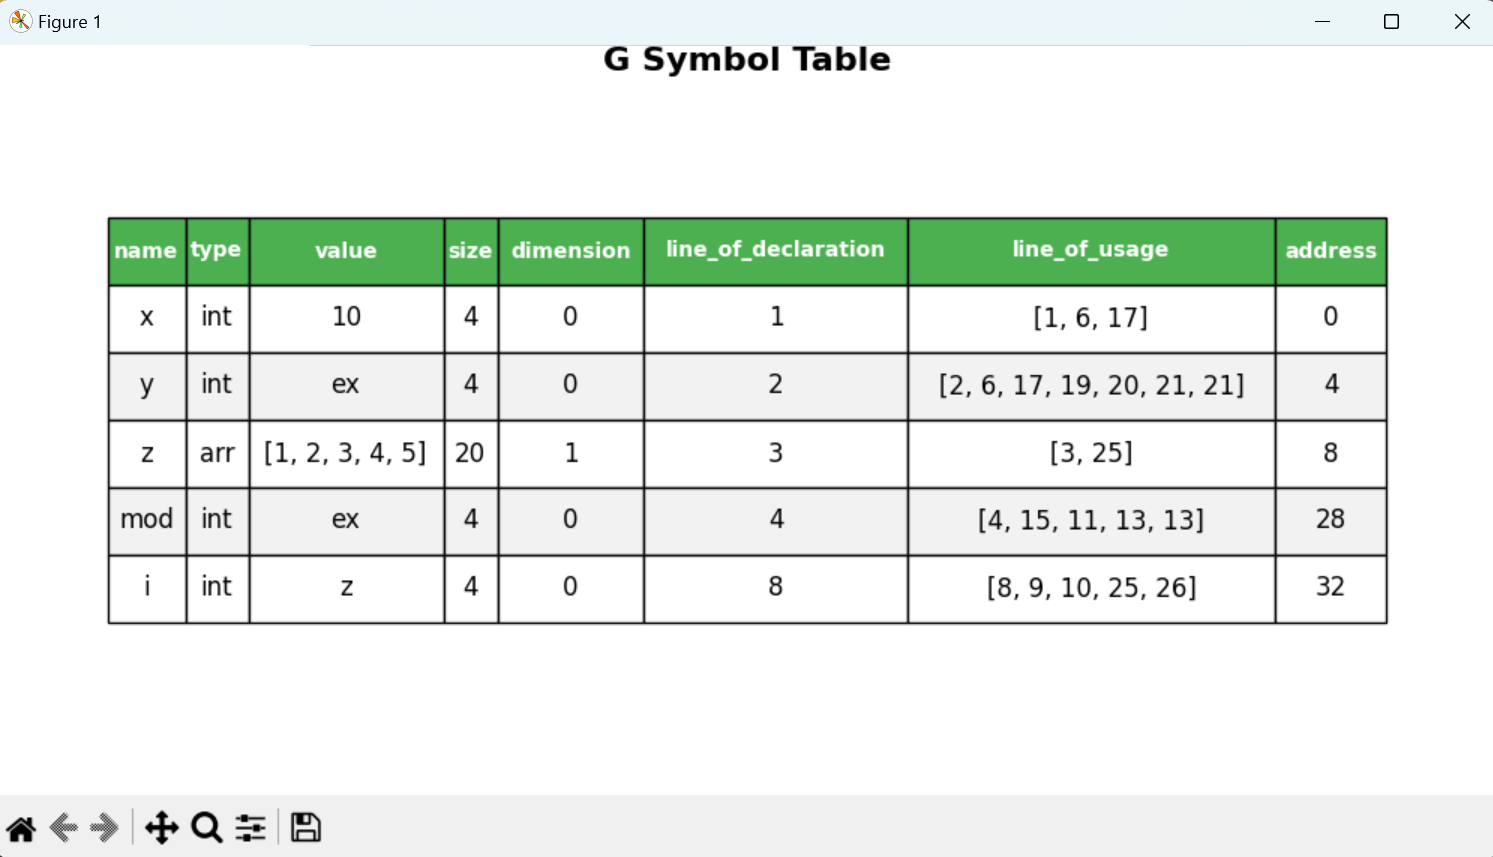 Figure 1
G Symbol Table
name type value size dimension line_of_declaration line_of_usage address
x int 10 4 0 1 [1, 6, 17] 0
y int ex 4 0 2 [2, 6, 17, 19, 20, 21, 21] 4
z arr [1, 2, 3, 4, 5] 20 1 3 [3, 25] 8
mod int ex 4 0 4 [4, 15, 11, 13, 13] 28
i int z 4 0 8 [8, 9, 10, 25, 26] 32